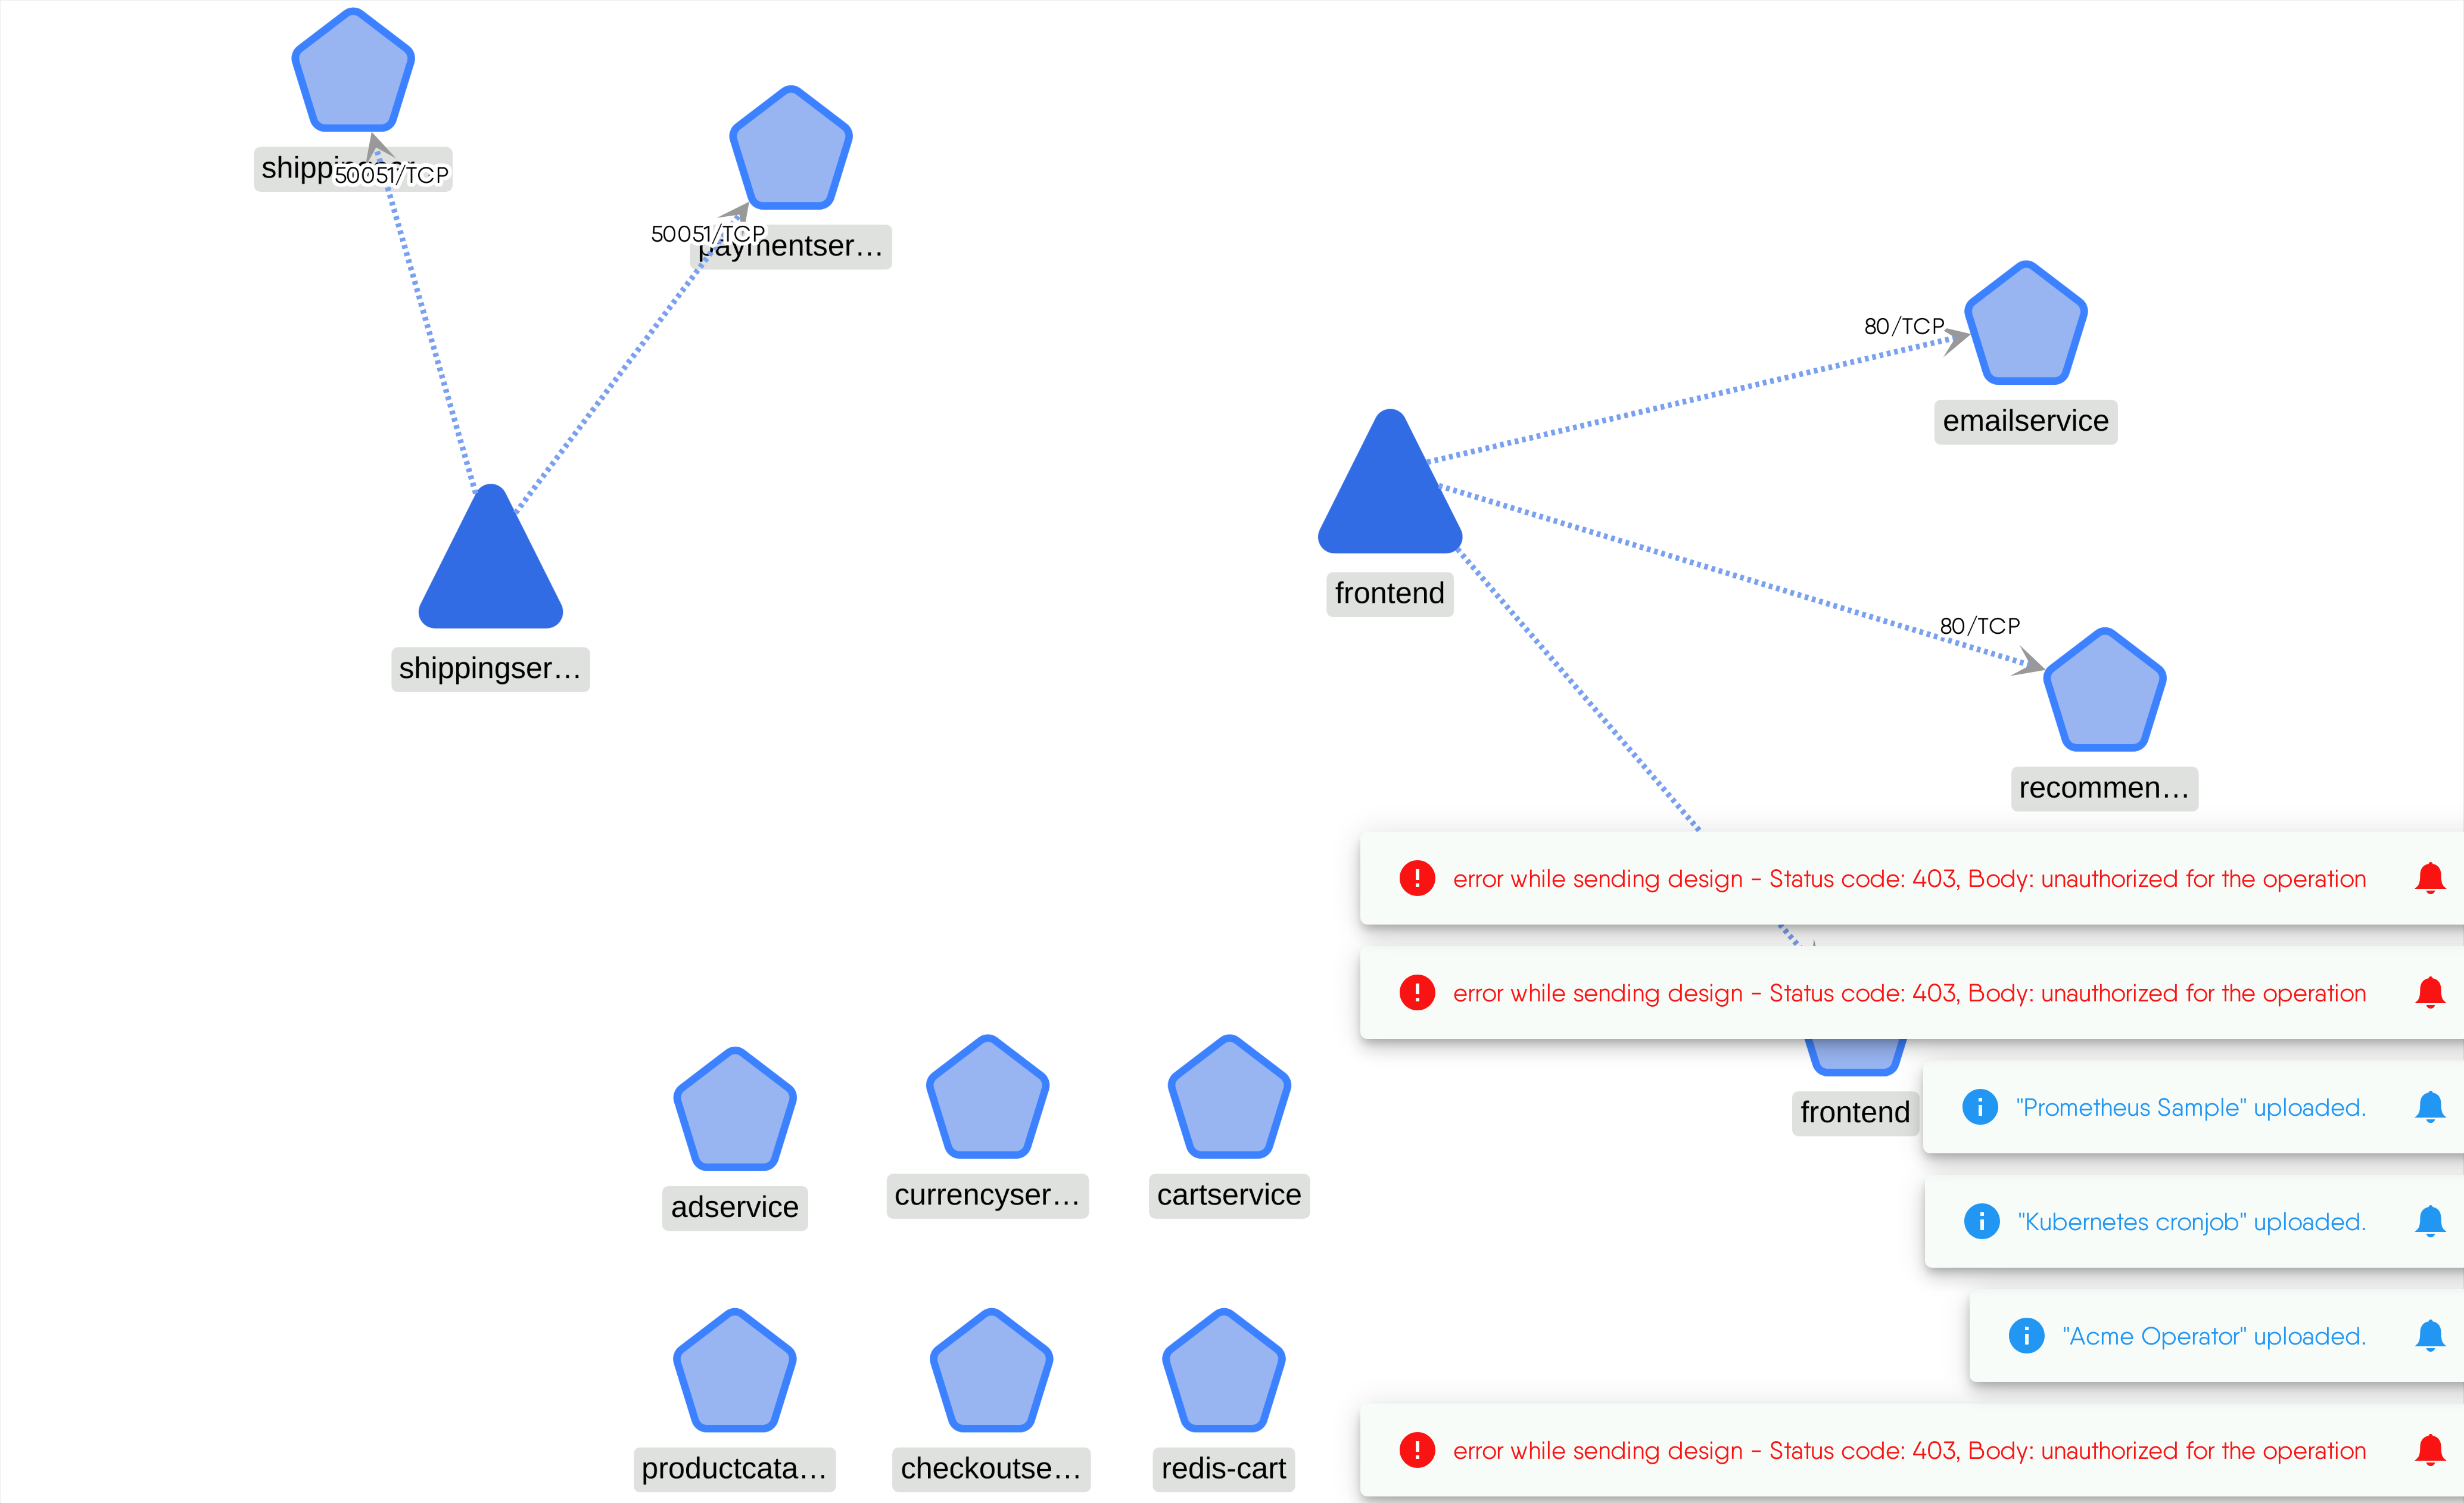 shipp
50051/TCP
50051/TCP
paymentser…
80/TCP
emailservice
frontend
80/TCP
shippingser…
recommen…
error while sending design - Status code: 403, Body: unauthorized for the operation
error while sending design - Status code: 403, Body: unauthorized for the operation
frontend
"Prometheus Sample" uploaded.
adservice
currencyser…
cartservice
"Kubernetes cronjob" uploaded.
"Acme Operator" uploaded.
error while sending design - Status code: 403, Body: unauthorized for the operation
productcata…
checkoutse…
redis-cart